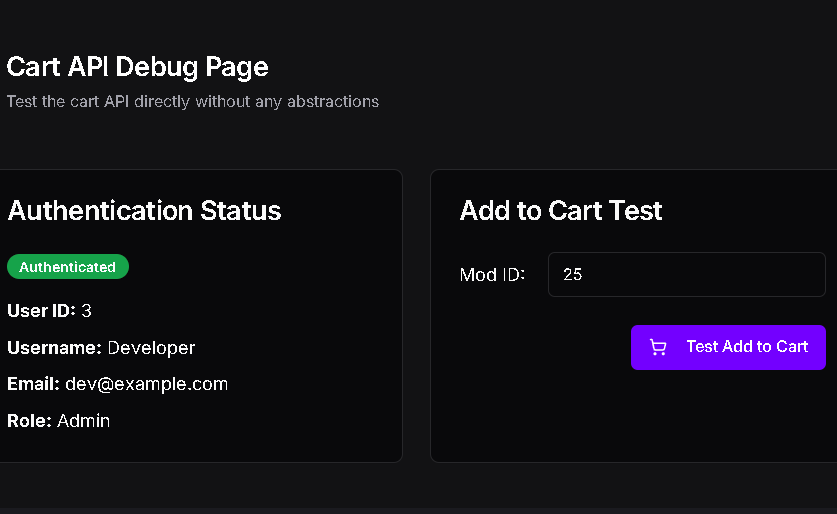 Cart API Debug Page
Test the cart API directly without any abstractions
Authentication Status
Authenticated
User ID: 3
Username: Developer
Email: dev@example.com
Role: Admin
Add to Cart Test
Mod ID: 25
Test Add to Cart